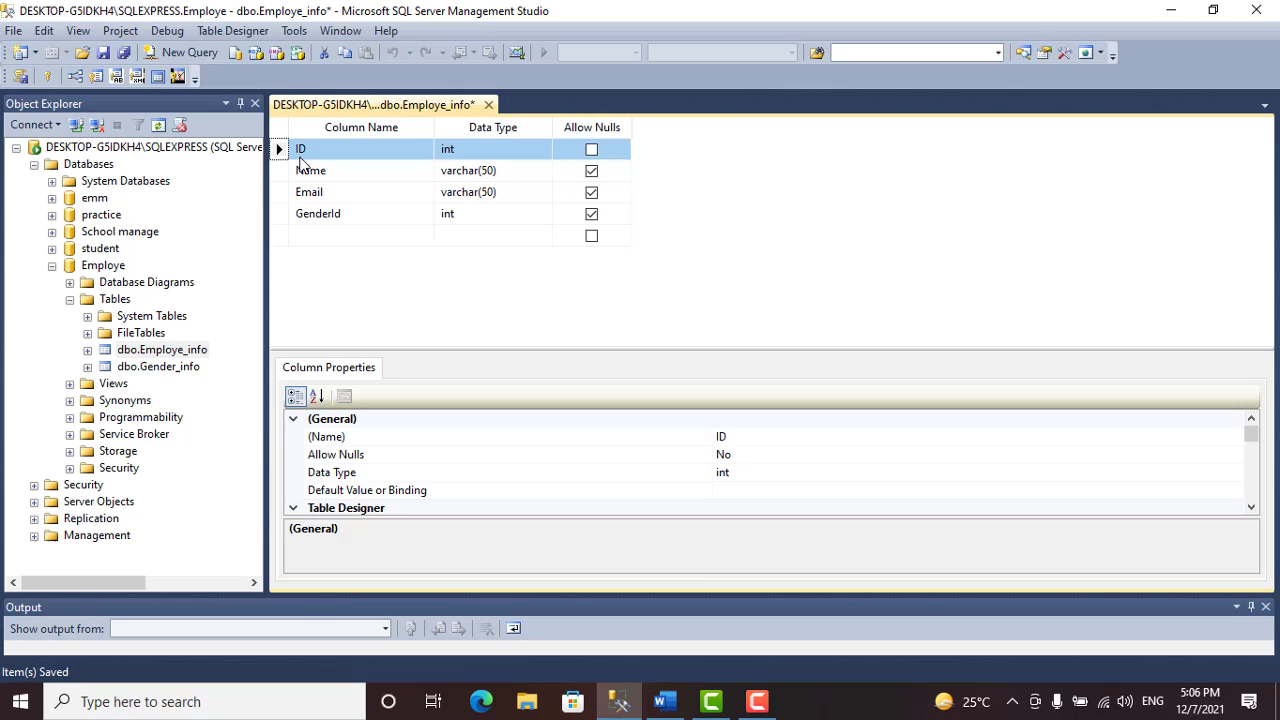 DESKTOP-G5IDKH4\SQLEXPRESS.Employe - dbo.Employe_info* - Microsoft SQL Server Management Studio
File Edit View Project Debug Table Designer Tools Window Help
New Query
Object Explorer
DESKTOP-G5IDKH4\...dbo.Employe_info*
Connect
Column Name Data Type Allow Nulls
DESKTOP-G5IDKH4\SQLEXPRESS (SQL Serve
ID int
Databases
Name varchar(50)
System Databases
Email varchar(50)
emm
practice
GenderId int
School manage
student
Employe
Database Diagrams
Tables
System Tables
FileTables
dbo.Employe_info
dbo.Gender_info
Views
Synonyms
Programmability
Service Broker
Storage
Security
Security
Server Objects
Replication
Management
Column Properties
(General)
(Name) ID
Allow Nulls No
Data Type int
Default Value or Binding
Table Designer
(General)
Output
Show output from:
Item(s) Saved
Type here to search
25°C
ENG
5:06 PM
12/7/2021